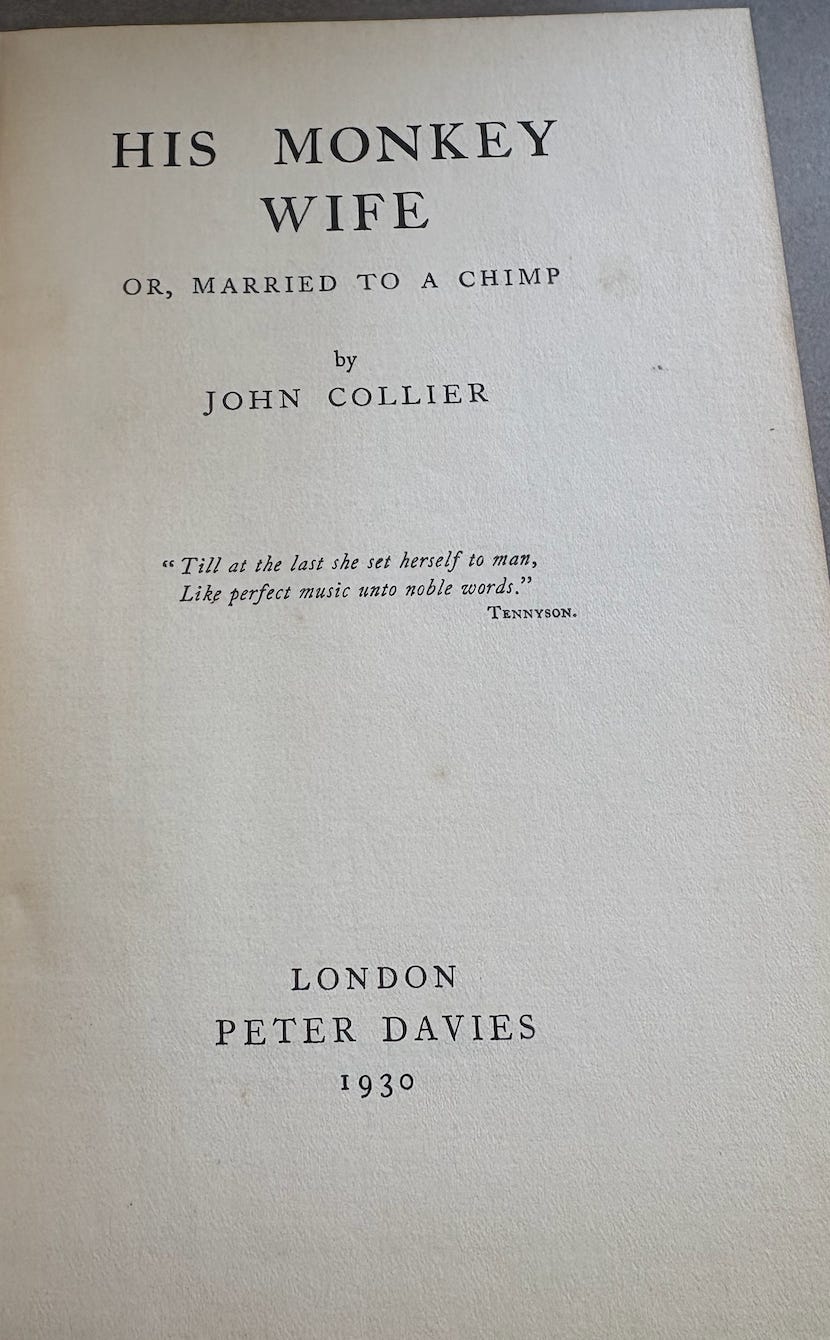 HIS MONKEY
WIFE
OR, MARRIED TO A CHIMP
by
JOHN COLLIER
“Till at the last she set herself to man,
Like perfect music unto noble words.”
TENNYSON.
LONDON
PETER DAVIES
1930